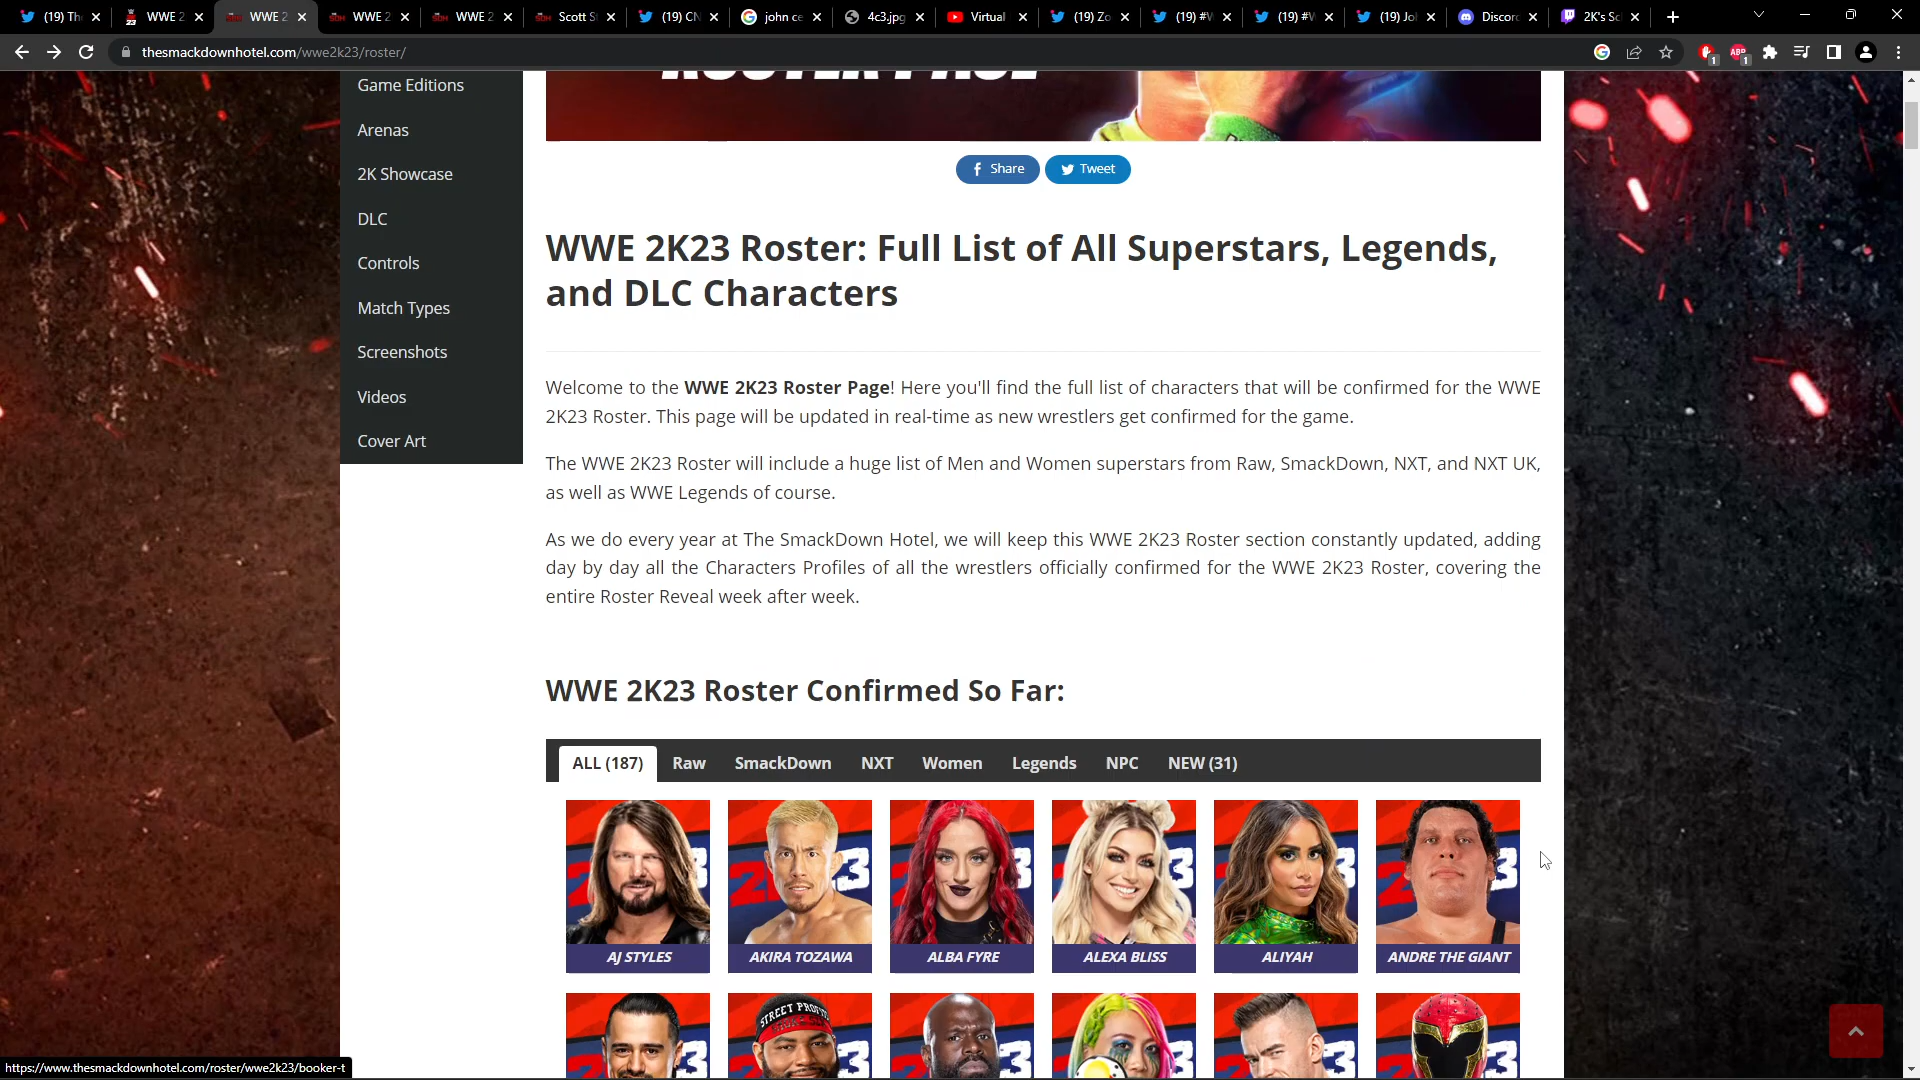 (19) Th
WWE 2
WWE 2
WWE 2
WWE 2
Scott S
(19) CN
john ce
4c3.jpg
Virtual
(19) Zo
(19) #W
(19) #W
(19) Jo
Discor
2K's Sc
thesmackdownhotel.com/wwe2k23/roster/
Game Editions
Arenas
2K Showcase
DLC
Controls
Match Types
Screenshots
Videos
Cover Art
Share
Tweet
WWE 2K23 Roster: Full List of All Superstars, Legends,
and DLC Characters
Welcome to the WWE 2K23 Roster Page! Here you'll find the full list of characters that will be confirmed for the WWE
2K23 Roster. This page will be updated in real-time as new wrestlers get confirmed for the game.
The WWE 2K23 Roster will include a huge list of Men and Women superstars from Raw, SmackDown, NXT, and NXT UK,
as well as WWE Legends of course.
As we do every year at The SmackDown Hotel, we will keep this WWE 2K23 Roster section constantly updated, adding
day by day all the Characters Profiles of all the wrestlers officially confirmed for the WWE 2K23 Roster, covering the
entire Roster Reveal week after week.
WWE 2K23 Roster Confirmed So Far:
ALL (187) Raw SmackDown NXT Women Legends NPC NEW (31)
AJ STYLES
AKIRA TOZAWA
ALBA FYRE
ALEXA BLISS
ALIYAH
ANDRE THE GIANT
https://www.thesmackdownhotel.com/roster/wwe2k23/booker-t